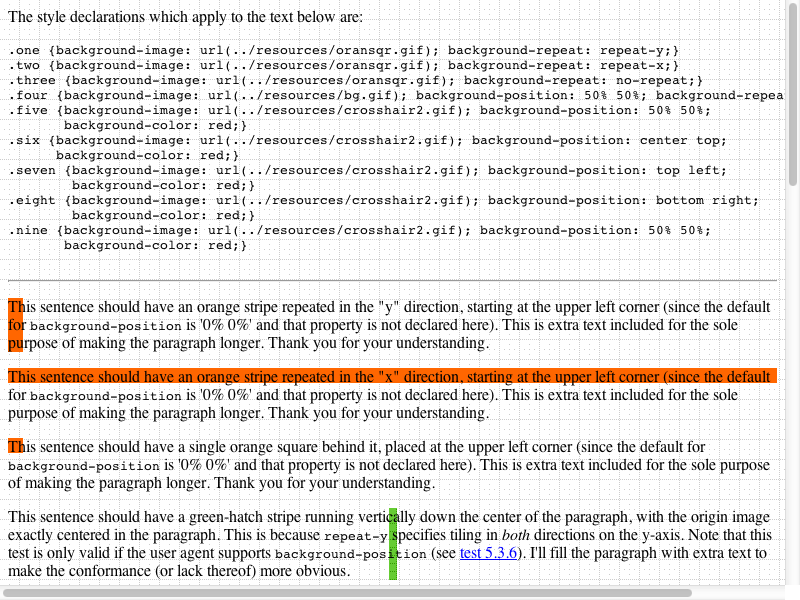 The style declarations which apply to the text below are:
.one {background-image: url(../resources/oransqr.gif); background-repeat: repeat-y;}
.two {background-image: url(../resources/oransqr.gif); background-repeat: repeat-x;}
.three {background-image: url(../resources/oransqr.gif); background-repeat: no-repeat;}
.four {background-image: url(../resources/bg.gif); background-position: 50% 50%; background-repea
.five {background-image: url(../resources/crosshair2.gif); background-position: 50% 50%;
background-color: red;}
.six {background-image: url(../resources/crosshair2.gif); background-position: center top;
background-color: red;}
.seven {background-image: url(../resources/crosshair2.gif); background-position: top left;
background-color: red;}
.eight {background-image: url(../resources/crosshair2.gif); background-position: bottom right;
background-color: red;}
.nine {background-image: url(../resources/crosshair2.gif); background-position: 50% 50%;
background-color: red;}
This sentence should have an orange stripe repeated in the "y" direction, starting at the upper left corner (since the default
for background-position is '0% 0%' and that property is not declared here). This is extra text included for the sole
purpose of making the paragraph longer. Thank you for your understanding.
This sentence should have an orange stripe repeated in the "x" direction, starting at the upper left corner (since the default
for background-position is '0% 0%' and that property is not declared here). This is extra text included for the sole
purpose of making the paragraph longer. Thank you for your understanding.
This sentence should have a single orange square behind it, placed at the upper left corner (since the default for
background-position is '0% 0%' and that property is not declared here). This is extra text included for the sole purpose
of making the paragraph longer. Thank you for your understanding.
This sentence should have a green-hatch stripe running vertically down the center of the paragraph, with the origin image
exactly centered in the paragraph. This is because repeat-y specifies tiling in both directions on the y-axis. Note that this
test is only valid if the user agent supports background-position (see test 5.3.6). I'll fill the paragraph with extra text to
make the conformance (or lack thereof) more obvious.